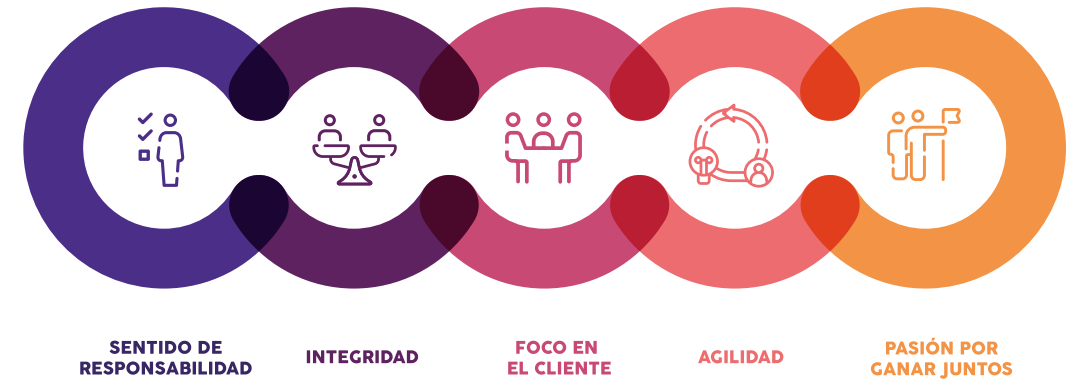 SENTIDO DE
RESPONSABILIDAD
INTEGRIDAD
FOCO EN
EL CLIENTE
AGILIDAD
PASIÓN POR
GANAR JUNTOS